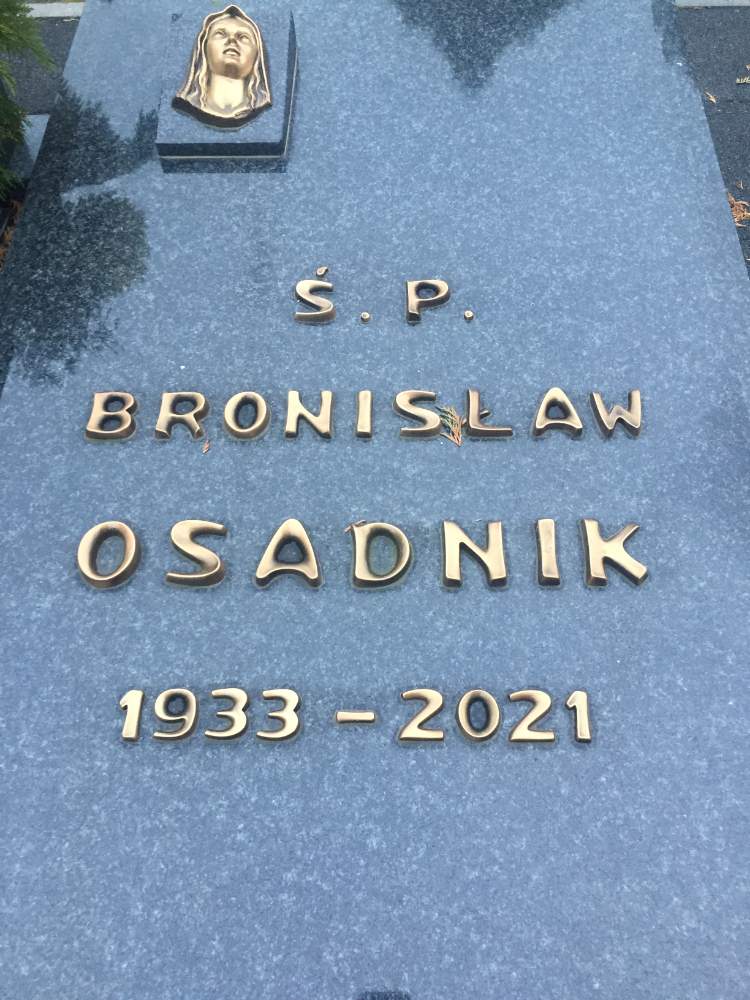 Ś. P.
BRONISŁAW
OSADNIK
1933 - 2021